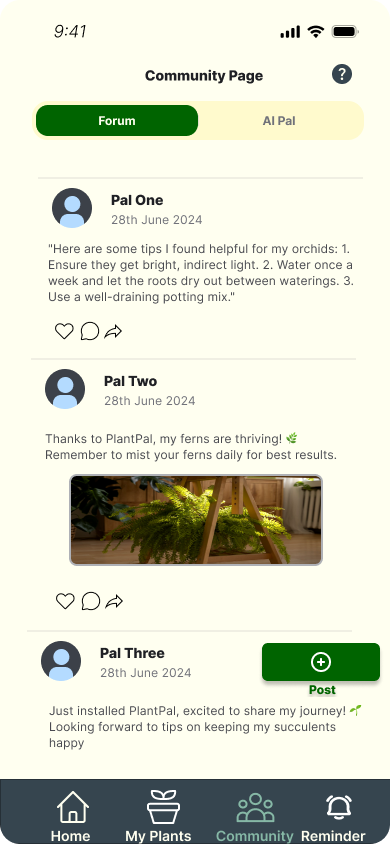 9:41
Community Page
?
Forum
AI Pal
Pal One
28th June 2024
"Here are some tips I found helpful for my orchids: 1.
Ensure they get bright, indirect light. 2. Water once a
week and let the roots dry out between waterings. 3.
Use a well-draining potting mix."
Pal Two
28th June 2024
Thanks to PlantPal, my ferns are thriving! 🌿
Remember to mist your ferns daily for best results.
Pal Three
28th June 2024
Post
Just installed PlantPal, excited to share my journey! 🌱
Looking forward to tips on keeping my succulents
happy
Home
My Plants
Community
Reminder